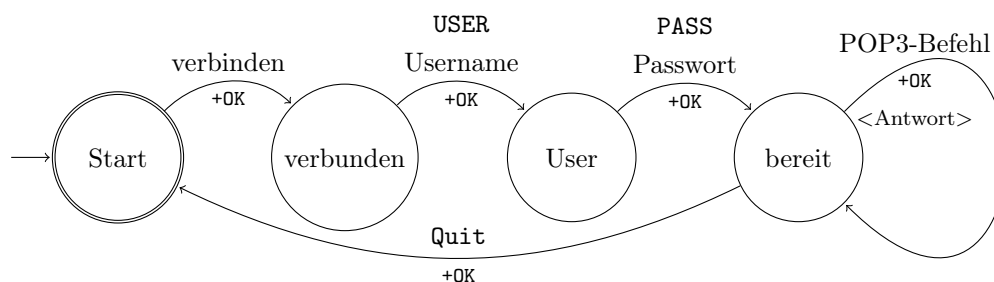 USER
PASS
POP3-Befehl
verbinden
Username
Passwort
+OK
+OK
+OK
+OK
<Antwort>
Start
verbunden
User
bereit
Quit
+OK